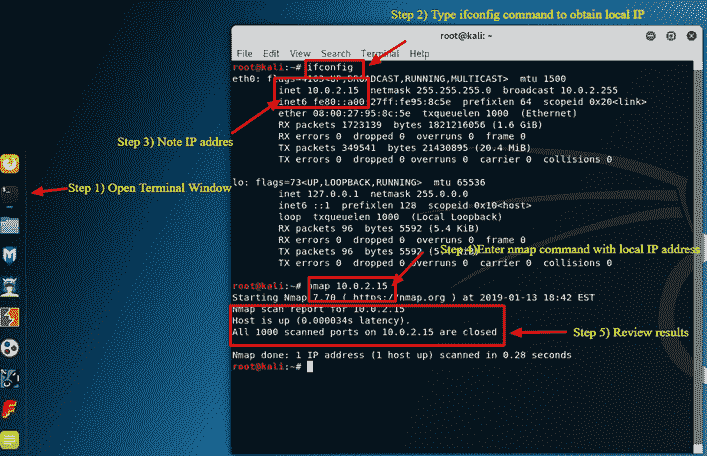 Step 2) Type ifconfig command to obtain local IP
root@kali: ~
File Edit View Search Terminal Help
root@kali:~# ifconfig
eth0: flags=4163<UP,BROADCAST,RUNNING,MULTICAST> mtu 1500
inet 10.0.2.15 netmask 255.255.255.0 broadcast 10.0.2.255
inet6 fe80::a00:27ff:fe95:8c5e prefixlen 64 scopeid 0x20<link>
ether 08:00:27:95:8c:5e txqueuelen 1000 (Ethernet)
RX packets 1723139 bytes 1821216056 (1.6 GiB)
RX errors 0 dropped 0 overruns 0 frame 0
TX packets 349541 bytes 21430895 (20.4 MiB)
TX errors 0 dropped 0 overruns 0 carrier 0 collisions 0
Step 3) Note IP addres
Step 1) Open Terminal Window
lo: flags=73<UP,LOOPBACK,RUNNING> mtu 65536
inet 127.0.0.1 netmask 255.0.0.0
inet6 ::1 prefixlen 128 scopeid 0x10<host>
loop txqueuelen 1000 (Local Loopback)
RX packets 96 bytes 5592 (5.4 KiB)
RX errors 0 dropped 0 overruns 0 frame 0
TX packets 96 bytes 5592 (5.4 KiB)
TX errors 0 dropped 0 overruns 0 carrier 0 collisions 0
Step 4)Enter nmap command with local IP address
root@kali:~# nmap 10.0.2.15
Starting Nmap 7.70 ( https://nmap.org ) at 2019-01-13 18:42 EST
Nmap scan report for 10.0.2.15
Host is up (0.000034s latency).
All 1000 scanned ports on 10.0.2.15 are closed
Step 5) Review results
Nmap done: 1 IP address (1 host up) scanned in 0.28 seconds
root@kali:~#